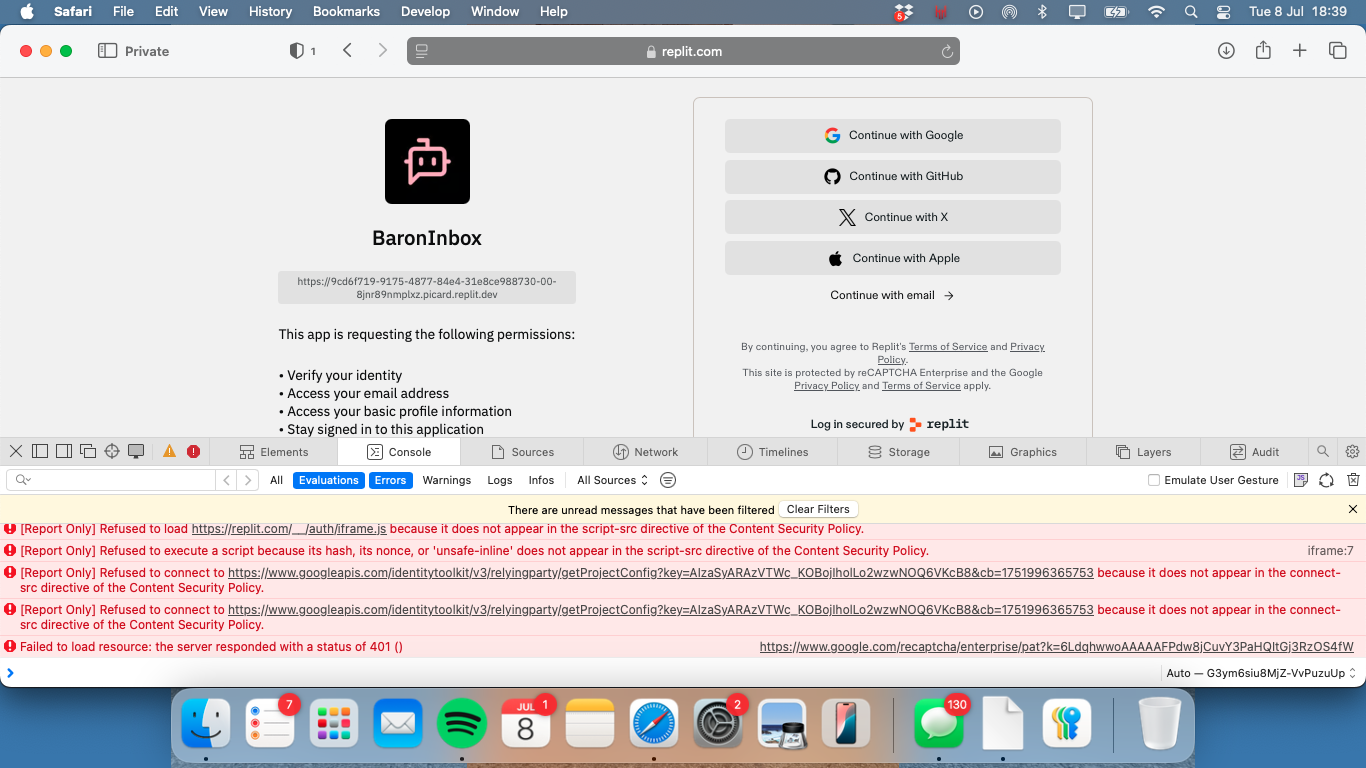 Safari File Edit View History Bookmarks Develop Window Help
5
Tue 8 Jul 18:39
Private
1
replit.com
BaronInbox
https://9cd6f719-9175-4877-84e4-31e8ce988730-00-
8jnr89nmplxz.picard.replit.dev
This app is requesting the following permissions:
• Verify your identity
• Access your email address
• Access your basic profile information
• Stay signed in to this application
Continue with Google
Continue with GitHub
Continue with X
Continue with Apple
Continue with email →
By continuing, you agree to Replit's Terms of Service and Privacy
Policy.
This site is protected by reCAPTCHA Enterprise and the Google
Privacy Policy and Terms of Service apply.
Log in secured by replit
Elements Console Sources Network Timelines Storage Graphics Layers Audit
All Evaluations Errors Warnings Logs Infos All Sources Emulate User Gesture
There are unread messages that have been filtered Clear Filters
[Report Only] Refused to load https://replit.com/__/auth/iframe.js because it does not appear in the script-src directive of the Content Security Policy.
[Report Only] Refused to execute a script because its hash, its nonce, or 'unsafe-inline' does not appear in the script-src directive of the Content Security Policy. iframe:7
[Report Only] Refused to connect to https://www.googleapis.com/identitytoolkit/v3/relyingparty/getProjectConfig?key=AIzaSyARAzVTWc_KOBojIholLo2wzwNOQ6VKcB8&cb=1751996365753 because it does not appear in the connect-
src directive of the Content Security Policy.
[Report Only] Refused to connect to https://www.googleapis.com/identitytoolkit/v3/relyingparty/getProjectConfig?key=AIzaSyARAzVTWc_KOBojIholLo2wzwNOQ6VKcB8&cb=1751996365753 because it does not appear in the connect-
src directive of the Content Security Policy.
Failed to load resource: the server responded with a status of 401 () https://www.google.com/recaptcha/enterprise/pat?k=6LdqhwwoAAAAAFPdw8jCuvY3PaHQItGj3RzOS4fW
Auto — G3ym6siu8MjZ-VvPuzuUp
7
JUL
8
1
2
130